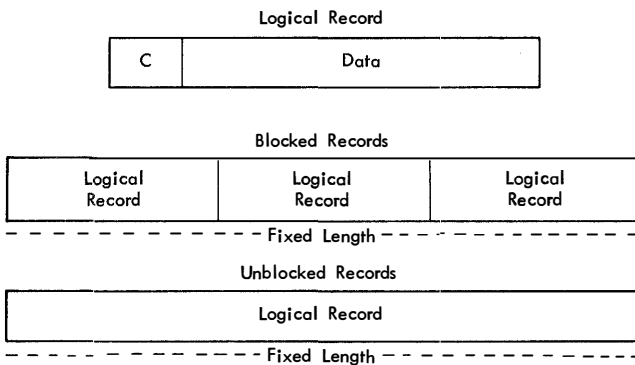 Logical Record
C Data
Blocked Records
Logical Record Logical Record Logical Record
Fixed Length
Unblocked Records
Logical Record
Fixed Length